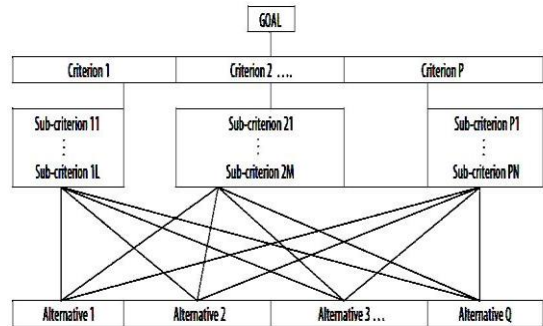 GOAL
Criterion 1 Criterion 2 .... Criterion P
Sub-criterion 11 Sub-criterion 21 Sub-criterion P1
⋮ ⋮ ⋮
Sub-criterion 1L Sub-criterion 2M Sub-criterion PN
Alternative 1 Alternative 2 Alternative 3 ... Alternative Q